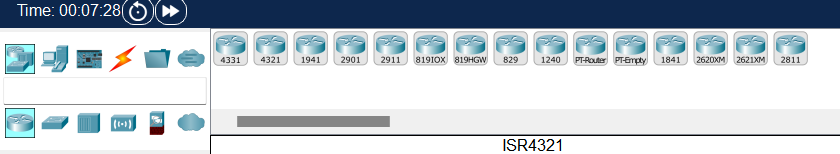 Time: 00:07:28
4331 4321 1941 2901 2911 819IOX 819HGW 829 1240 PT-Router PT-Empty 1841 2620XM 2621XM 2811
ISR4321